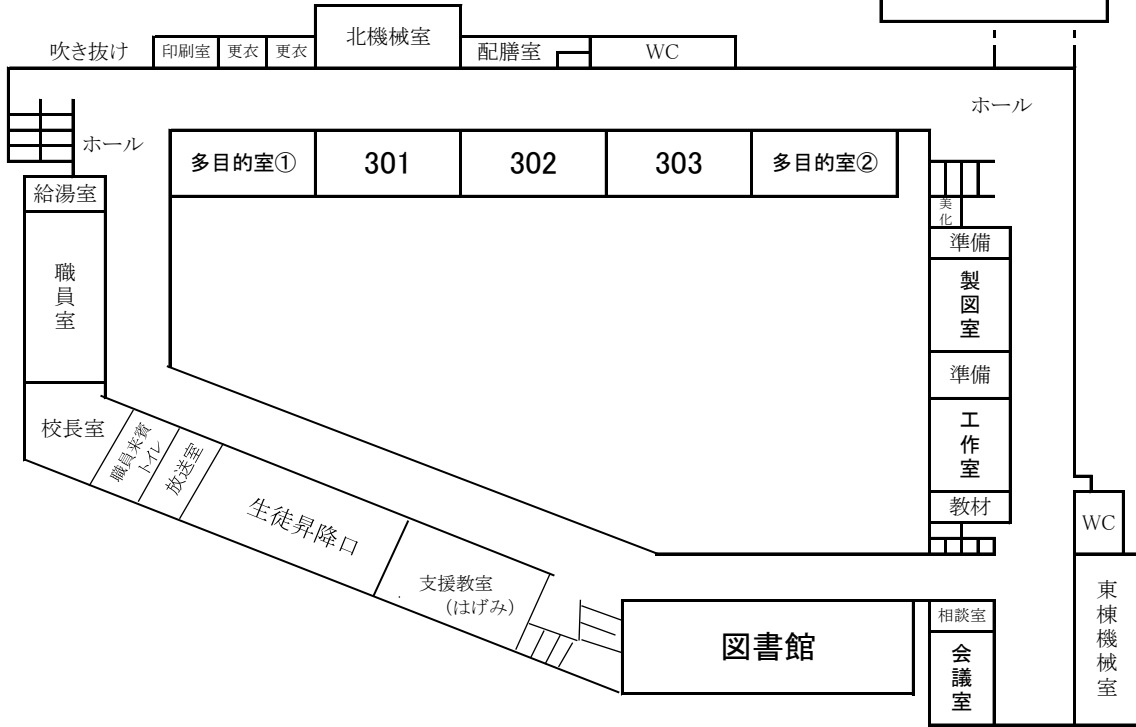 吹き抜け
印刷室
更衣
更衣
北機械室
配膳室
WC
ホール
ホール
多目的室①
301
302
303
多目的室②
給湯室
美
化
準備
職
員
室
製
図
室
準備
校長室
職員来賓
トイレ
放送室
工
作
室
生徒昇降口
教材
WC
支援教室
(はげみ)
図書館
相談室
会
議
室
東
棟
機
械
室